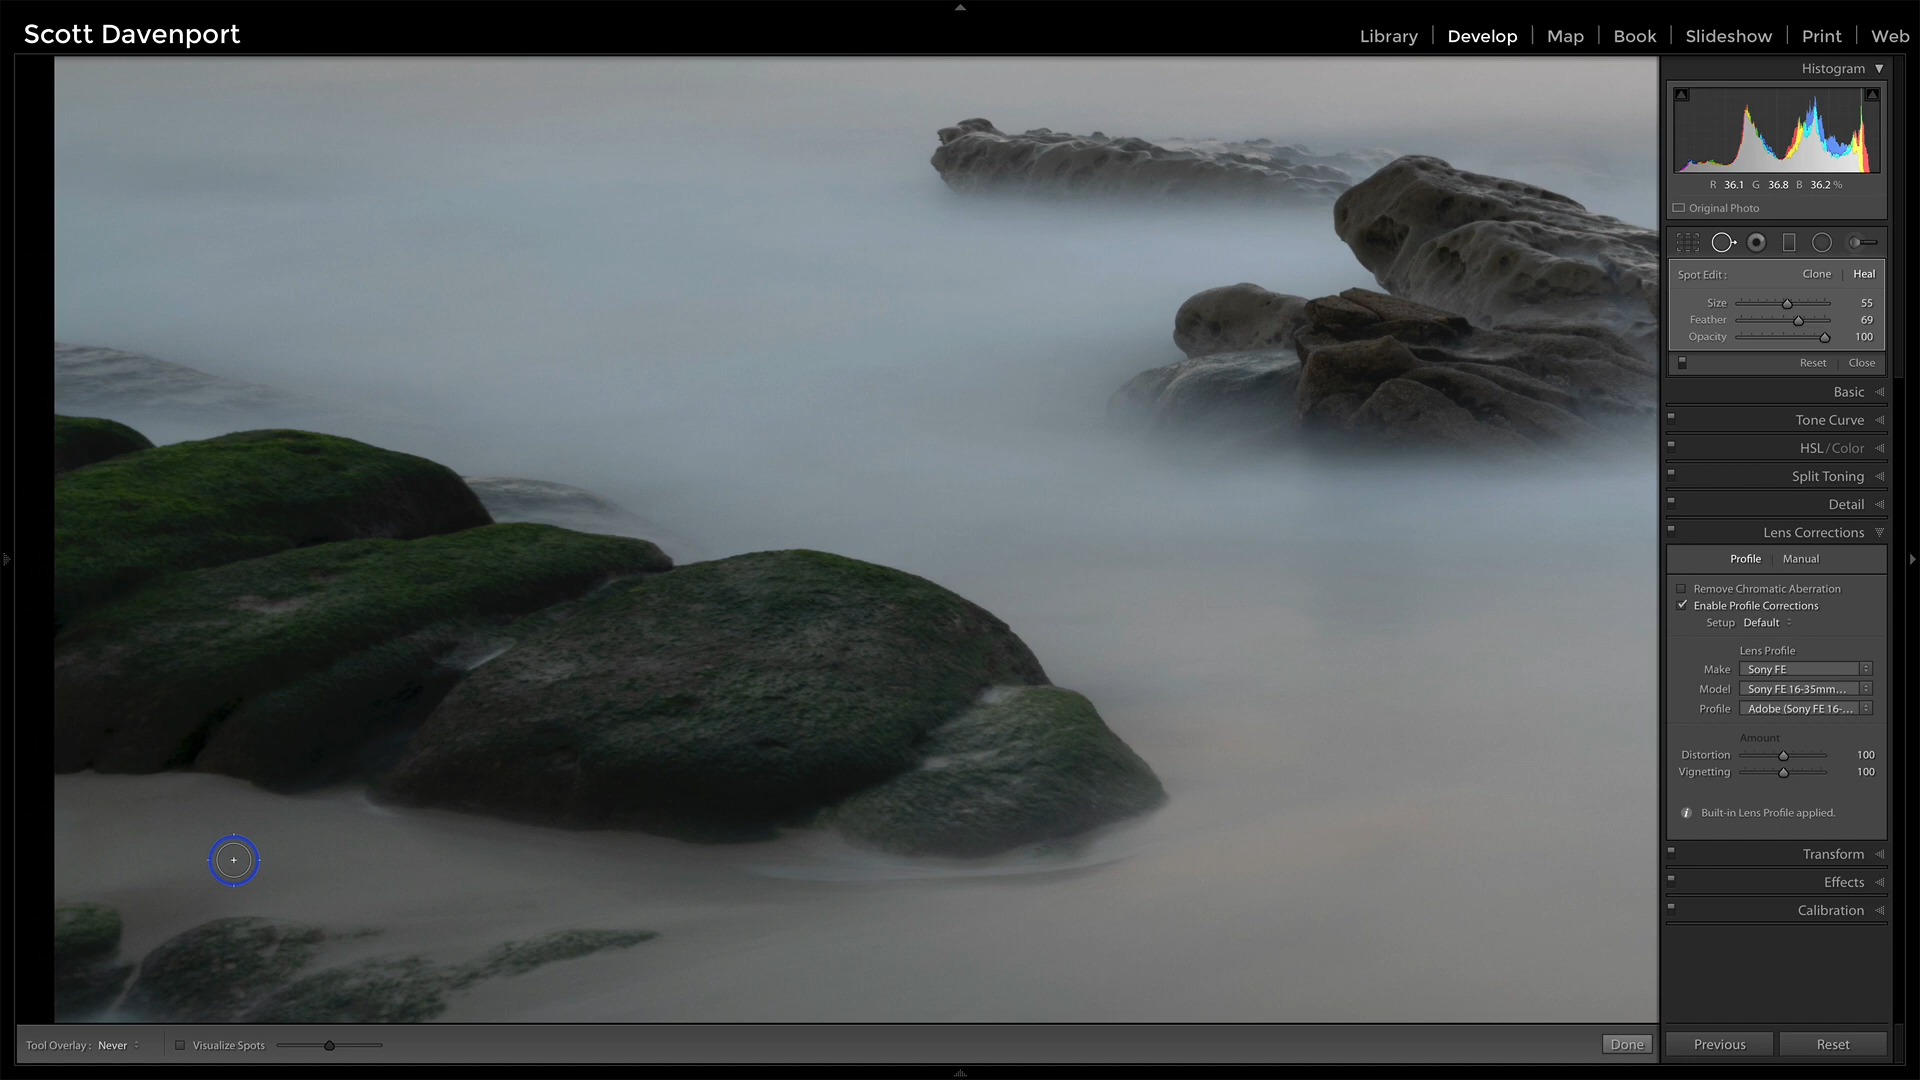 Scott Davenport
Library | Develop | Map | Book | Slideshow | Print | Web
Histogram
R 36.1 G 36.8 B 36.2 %
Original Photo
Spot Edit : Clone | Heal
Size 55
Feather 69
Opacity 100
Reset | Close
Basic
Tone Curve
HSL / Color
Split Toning
Detail
Lens Corrections
Profile | Manual
Remove Chromatic Aberration
Enable Profile Corrections
Setup Default
Lens Profile
Make Sony FE
Model Sony FE 16-35mm...
Profile Adobe (Sony FE 16-...
Amount
Distortion 100
Vignetting 100
Built-in Lens Profile applied.
Transform
Effects
Calibration
Tool Overlay : Never Visualize Spots Done Previous Reset